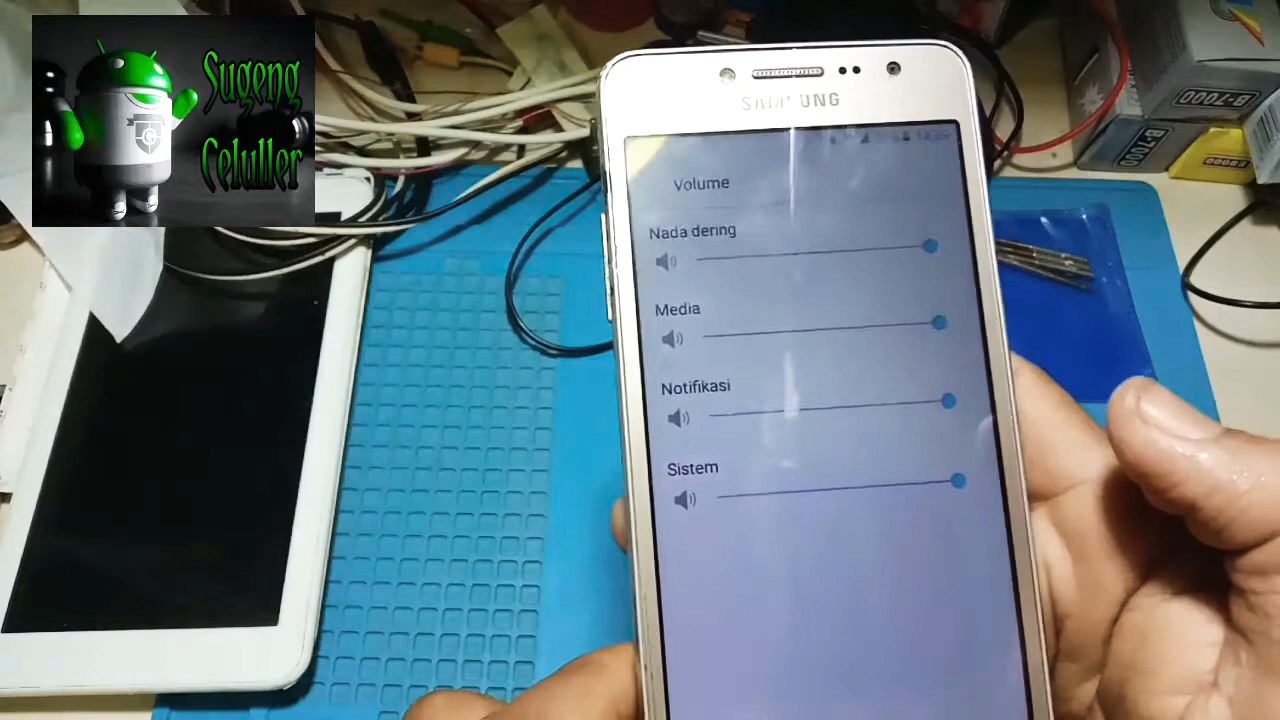 Sugeng
Celuller
SAMSUNG
Volume
Nada dering
Media
Notifikasi
Sistem
B-7000
B-7000